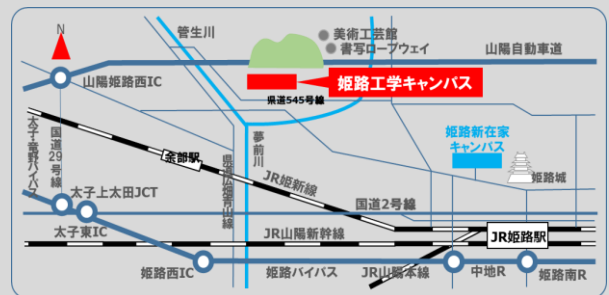 N
菅生川
美術工芸館
書写ロープウェイ
山陽自動車道
山陽姫路西IC
姫路工学キャンパス
県道545号線
姫路新在家
キャンパス
姫路城
太子・竜野バイパス
国道29号線
余部駅
県道広畑青山線
夢前川
JR姫新線
国道2号線
太子上太田JCT
太子東IC
JR山陽新幹線
JR姫路駅
姫路西IC
姫路バイパス
JR山陽本線
中地R
姫路南R